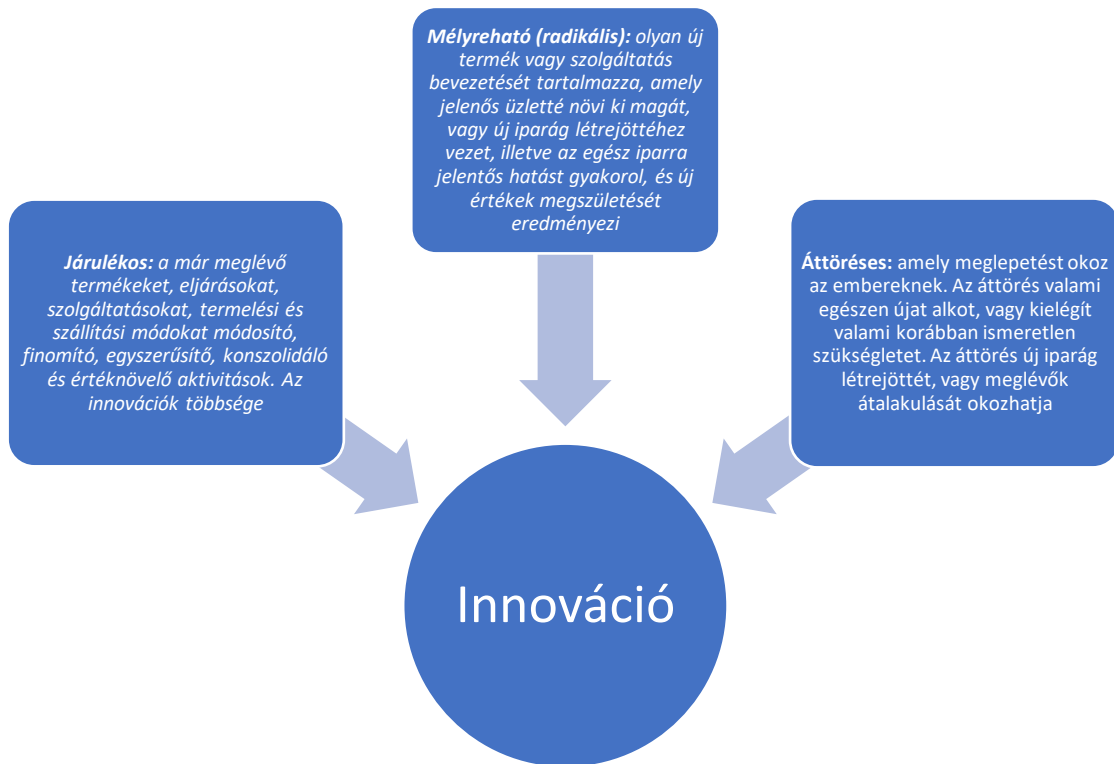 Mélyreható (radikális): olyan új
termék vagy szolgáltatás
bevezetését tartalmazza, amely
jelenős üzletté növi ki magát,
vagy új iparág létrejöttéhez
vezet, illetve az egész iparra
jelentős hatást gyakorol, és új
értékek megszületését
eredményezi
Járulékos: a már meglévő
termékeket, eljárásokat,
szolgáltatásokat, termelési és
szállítási módokat módosító,
finomító, egyszerűsítő, konszolidáló
és értéknövelő aktivitások. Az
innovációk többsége
Áttöréses: amely meglepetést okoz
az embereknek. Az áttörés valami
egészen újat alkot, vagy kielégít
valami korábban ismeretlen
szükségletet. Az áttörés új iparág
létrejöttét, vagy meglévők
átalakulását okozhatja
Innováció